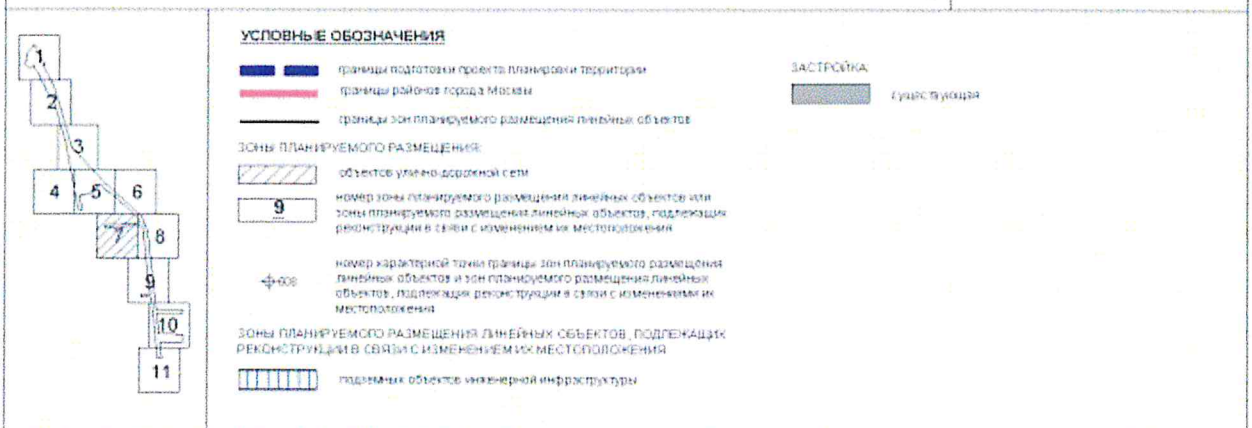 1
2
3
4 5 6
7 8
9
10
11
УСЛОВНЫЕ ОБОЗНАЧЕНИЯ
границы подготовки проекта планировки территории
границы районов города Москвы
границы зон планируемого размещения линейных объектов
ЗОНЫ ПЛАНИРУЕМОГО РАЗМЕЩЕНИЯ:
объектов улично-дорожной сети
9
номер зоны планируемого размещения линейных объектов или
зоны планируемого размещения линейных объектов, подлежащих
реконструкции в связи с изменением их местоположения
608
номер характерной точки границы зон планируемого размещения
линейных объектов и зон планируемого размещения линейных
объектов, подлежащих реконструкции в связи с изменениями их
местоположения
ЗОНЫ ПЛАНИРУЕМОГО РАЗМЕЩЕНИЯ ЛИНЕЙНЫХ ОБЪЕКТОВ, ПОДЛЕЖАЩИХ
РЕКОНСТРУКЦИИ В СВЯЗИ С ИЗМЕНЕНИЕМ ИХ МЕСТОПОЛОЖЕНИЯ
подземных объектов инженерной инфраструктуры
ЗАСТРОЙКА
существующая